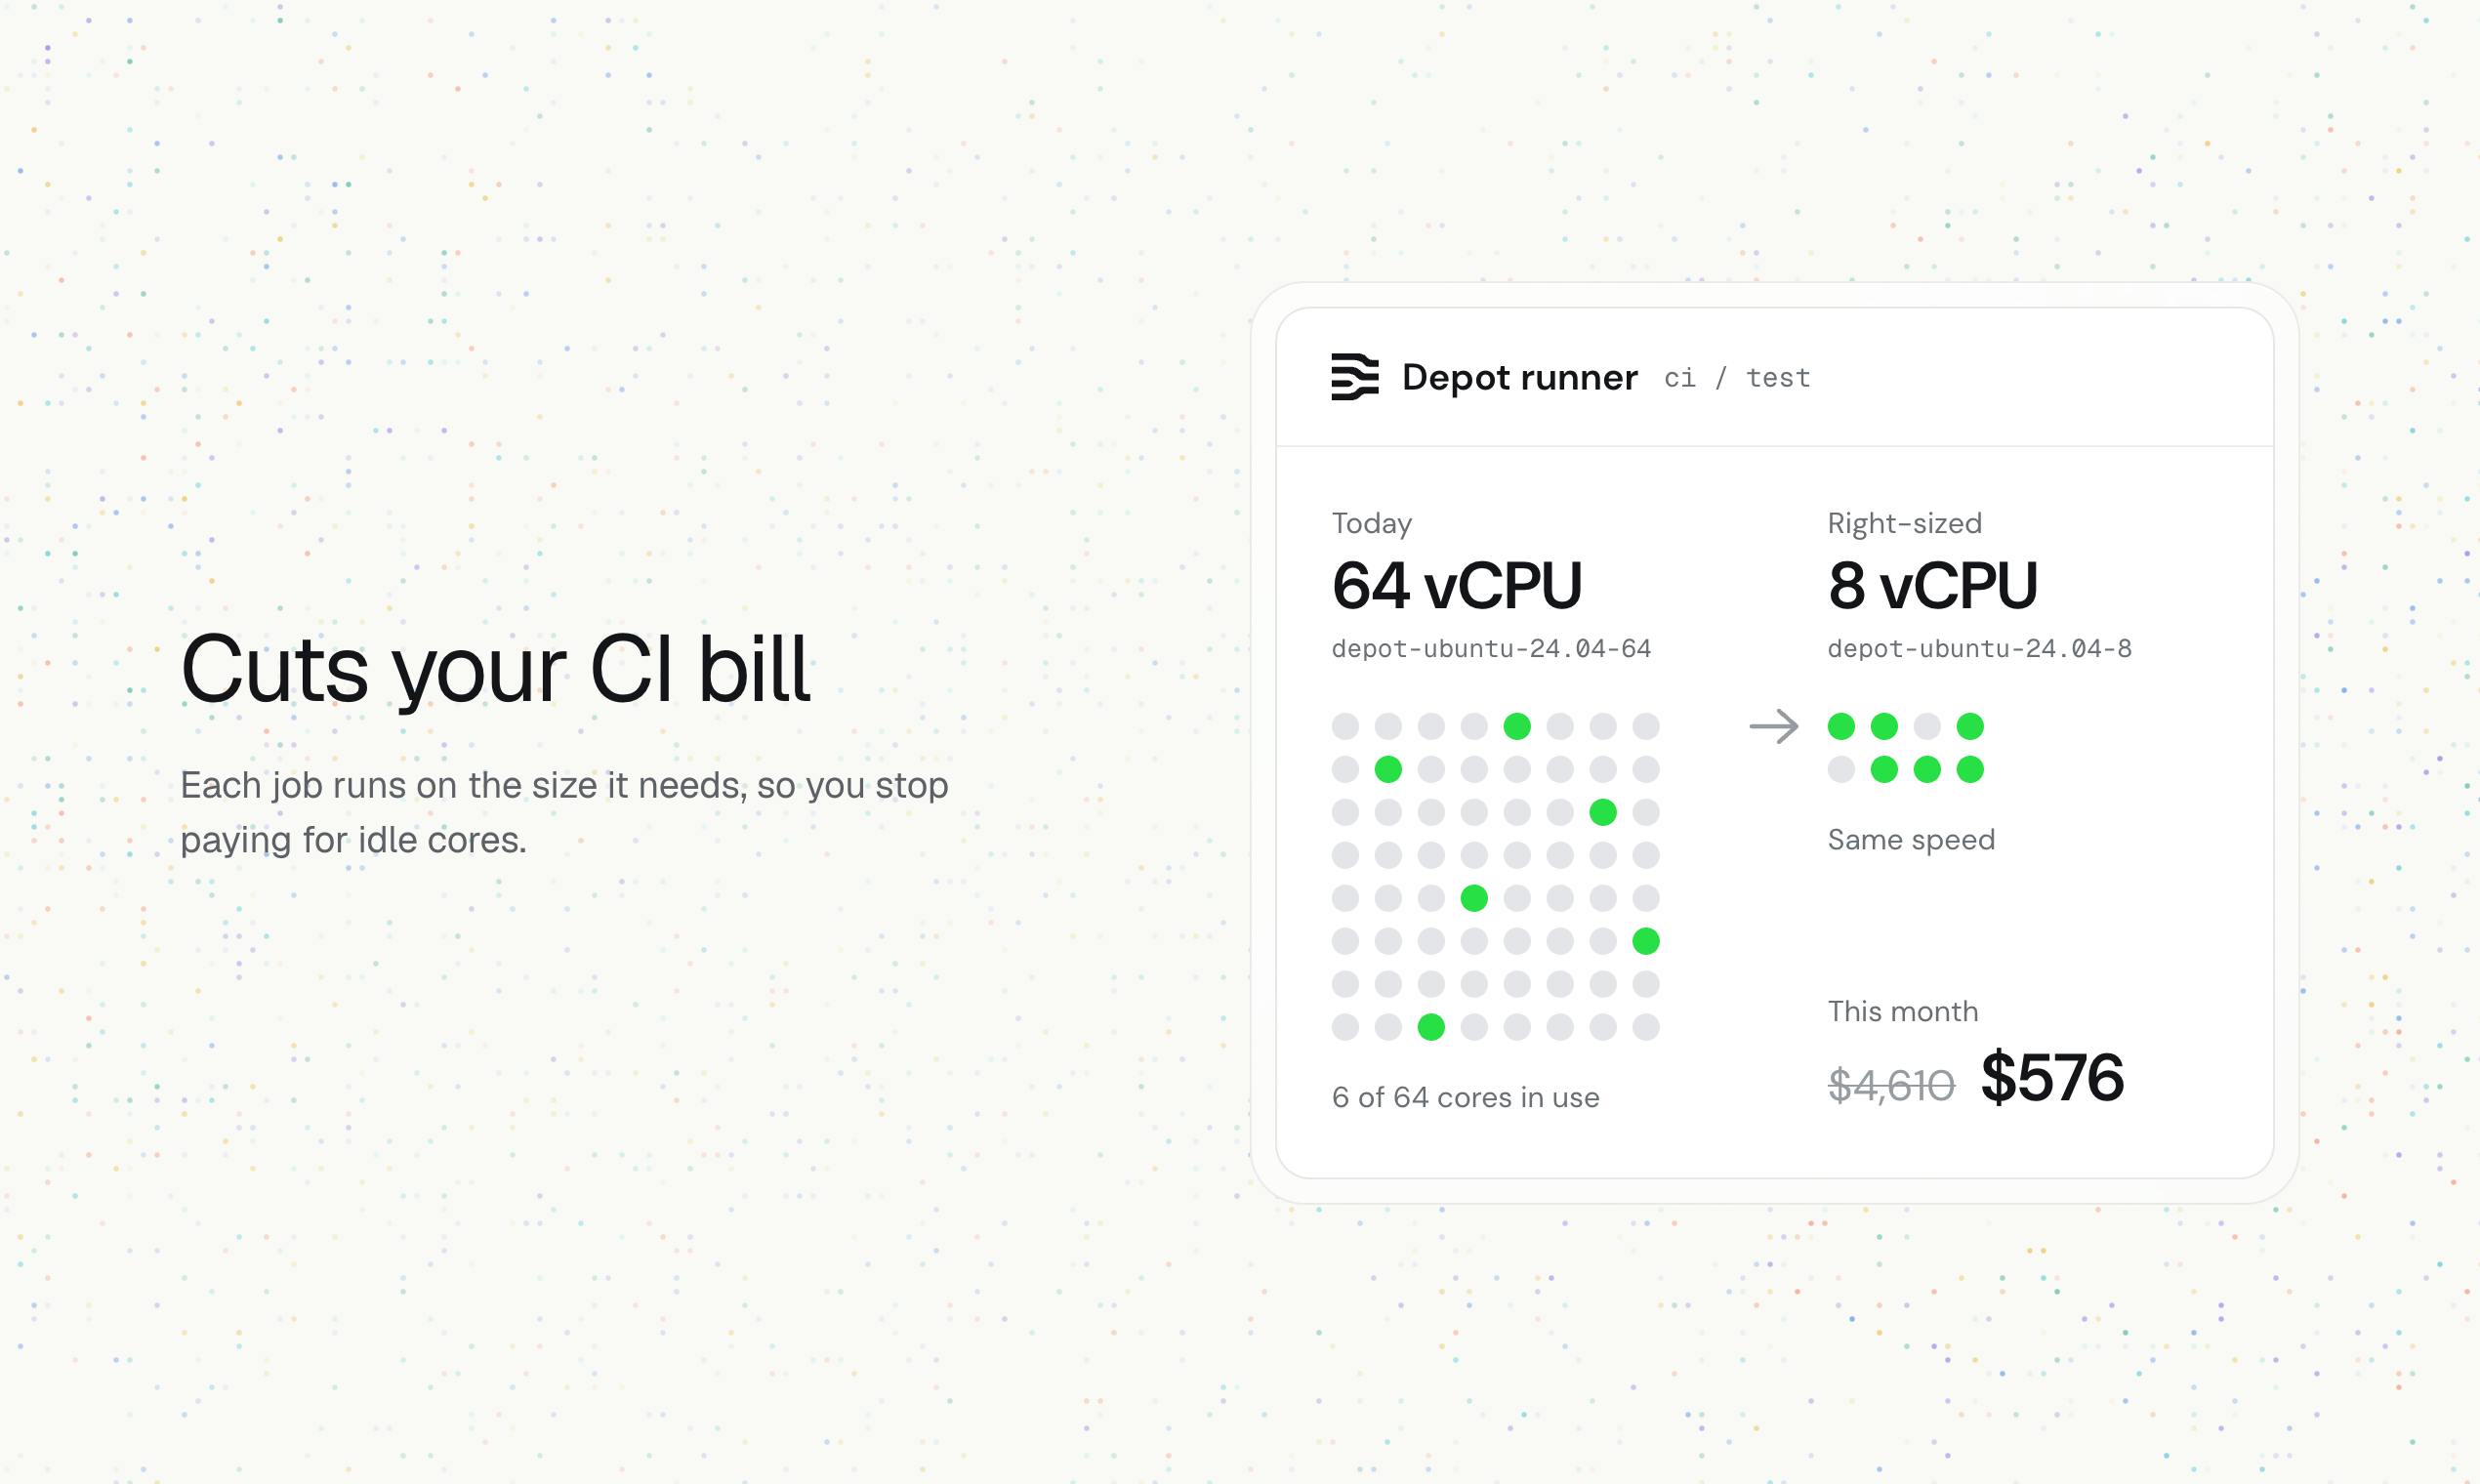 Cuts your CI bill
Each job runs on the size it needs, so you stop
paying for idle cores.
Depot runner ci / test
Today
64 vCPU
depot-ubuntu-24.04-64
6 of 64 cores in use
Right-sized
8 vCPU
depot-ubuntu-24.04-8
Same speed
This month
$4,610 $576